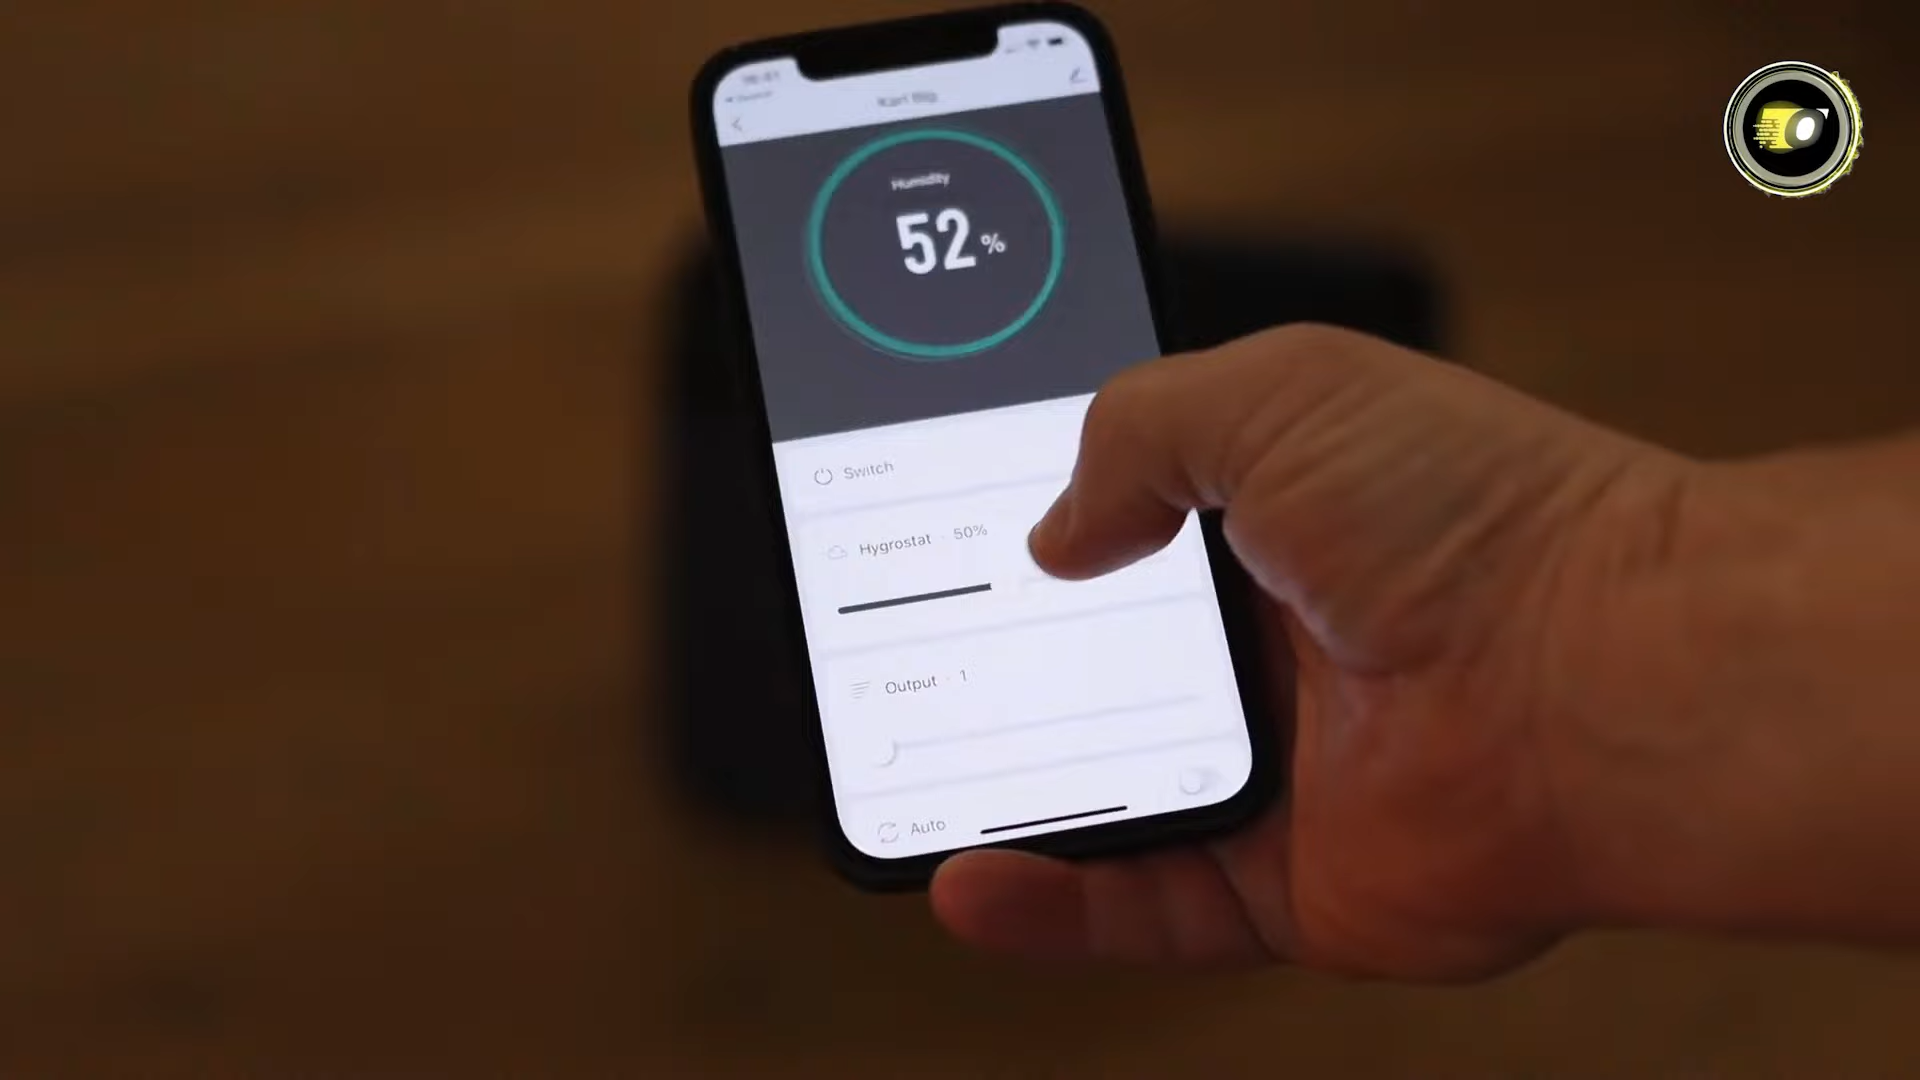 Humidity
52 %
Switch
Hygrostat · 50%
Output · 1
Auto